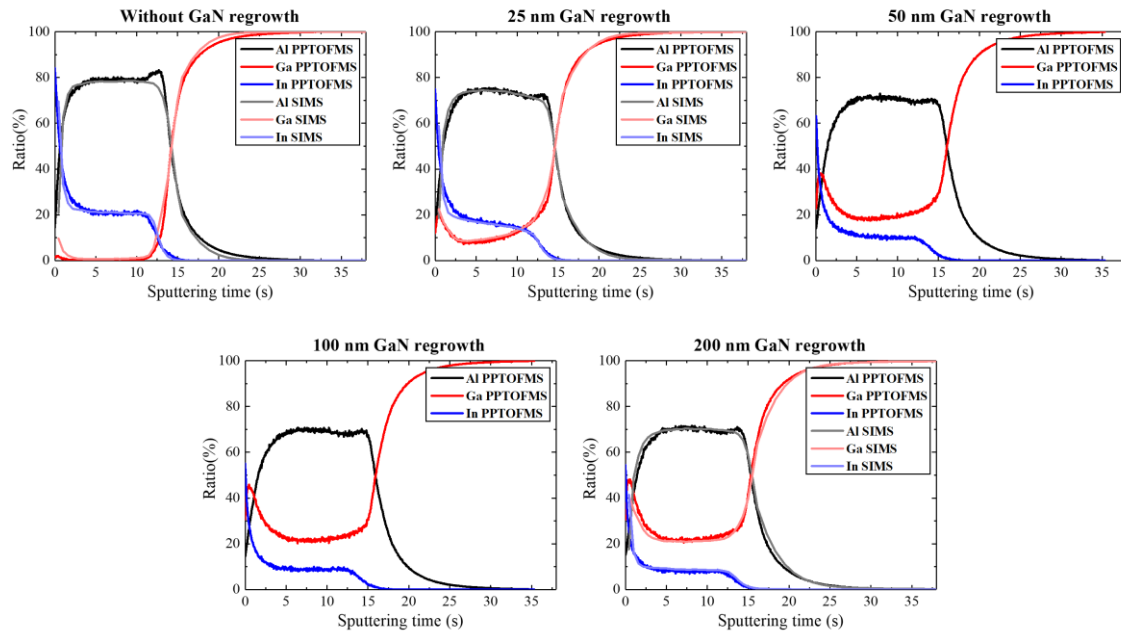 Without GaN regrowth
100
80
60
40
20
0
Ratio(%)
Al PPTOFMS
Ga PPTOFMS
In PPTOFMS
Al SIMS
Ga SIMS
In SIMS
0 5 10 15 20 25 30 35
Sputtering time (s)
25 nm GaN regrowth
100
80
60
40
20
0
Ratio(%)
Al PPTOFMS
Ga PPTOFMS
In PPTOFMS
Al SIMS
Ga SIMS
In SIMS
0 5 10 15 20 25 30 35
Sputtering time (s)
50 nm GaN regrowth
100
80
60
40
20
0
Ratio(%)
Al PPTOFMS
Ga PPTOFMS
In PPTOFMS
0 5 10 15 20 25 30 35
Sputtering time (s)
100 nm GaN regrowth
100
80
60
40
20
0
Ratio(%)
Al PPTOFMS
Ga PPTOFMS
In PPTOFMS
0 5 10 15 20 25 30 35
Sputtering time (s)
200 nm GaN regrowth
100
80
60
40
20
0
Ratio(%)
Al PPTOFMS
Ga PPTOFMS
In PPTOFMS
Al SIMS
Ga SIMS
In SIMS
0 5 10 15 20 25 30 35
Sputtering time (s)